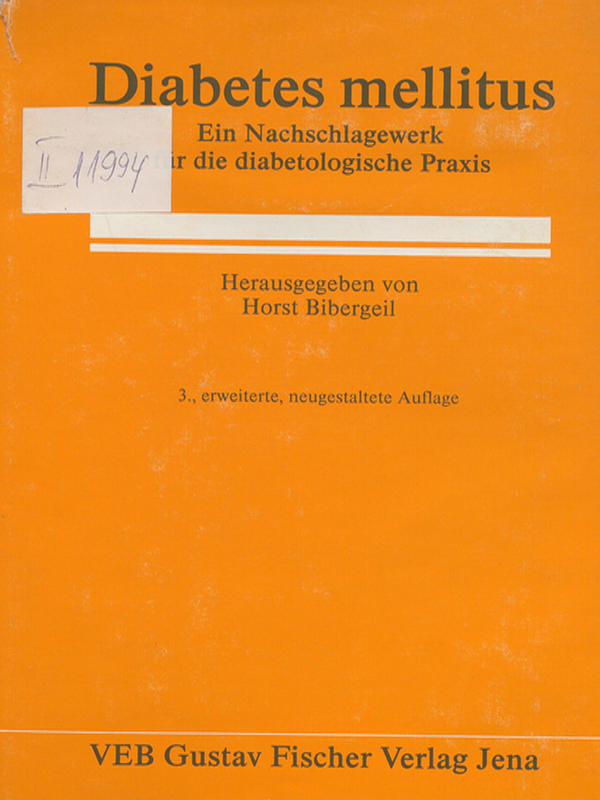 Diabetes mellitus
Ein Nachschlagewerk
für die diabetologische Praxis
II 11994
Herausgegeben von
Horst Bibergeil
3., erweiterte, neugestaltete Auflage
VEB Gustav Fischer Verlag Jena